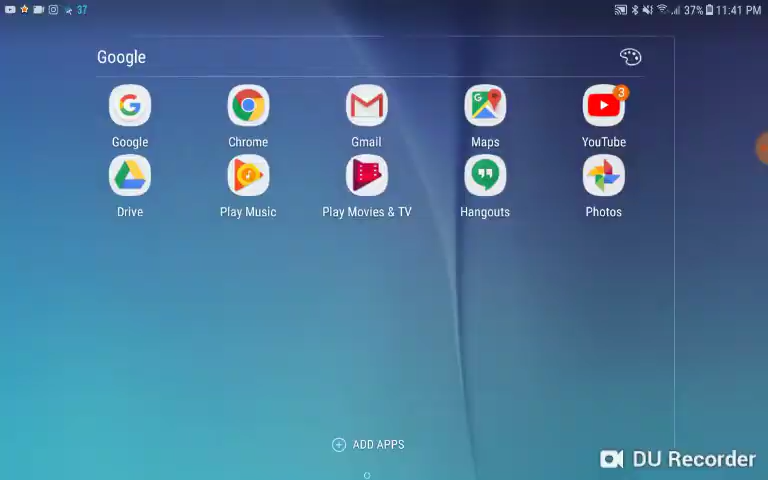 37
37% 11:41 PM
Google
3
Google Chrome Gmail Maps YouTube
Drive Play Music Play Movies & TV Hangouts Photos
ADD APPS
DU Recorder